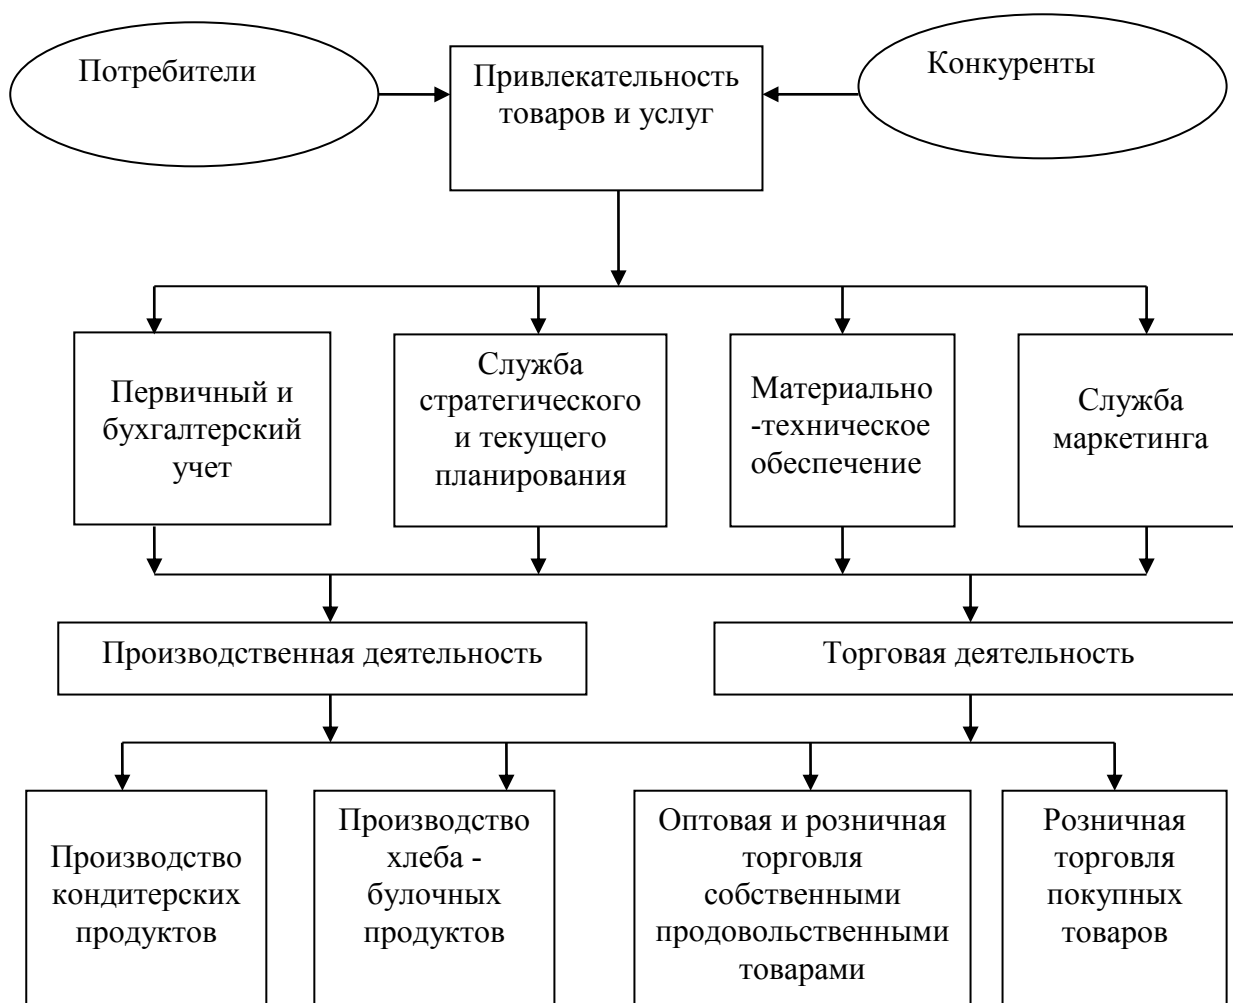 Потребители
Привлекательность
товаров и услуг
Конкуренты
Первичный и
бухгалтерский
учет
Служба
стратегического
и текущего
планирования
Материально
-техническое
обеспечение
Служба
маркетинга
Производственная деятельность
Торговая деятельность
Производство
кондитерских
продуктов
Производство
хлеба -
булочных
продуктов
Оптовая и розничная
торговля
собственными
продовольственными
товарами
Розничная
торговля
покупных
товаров